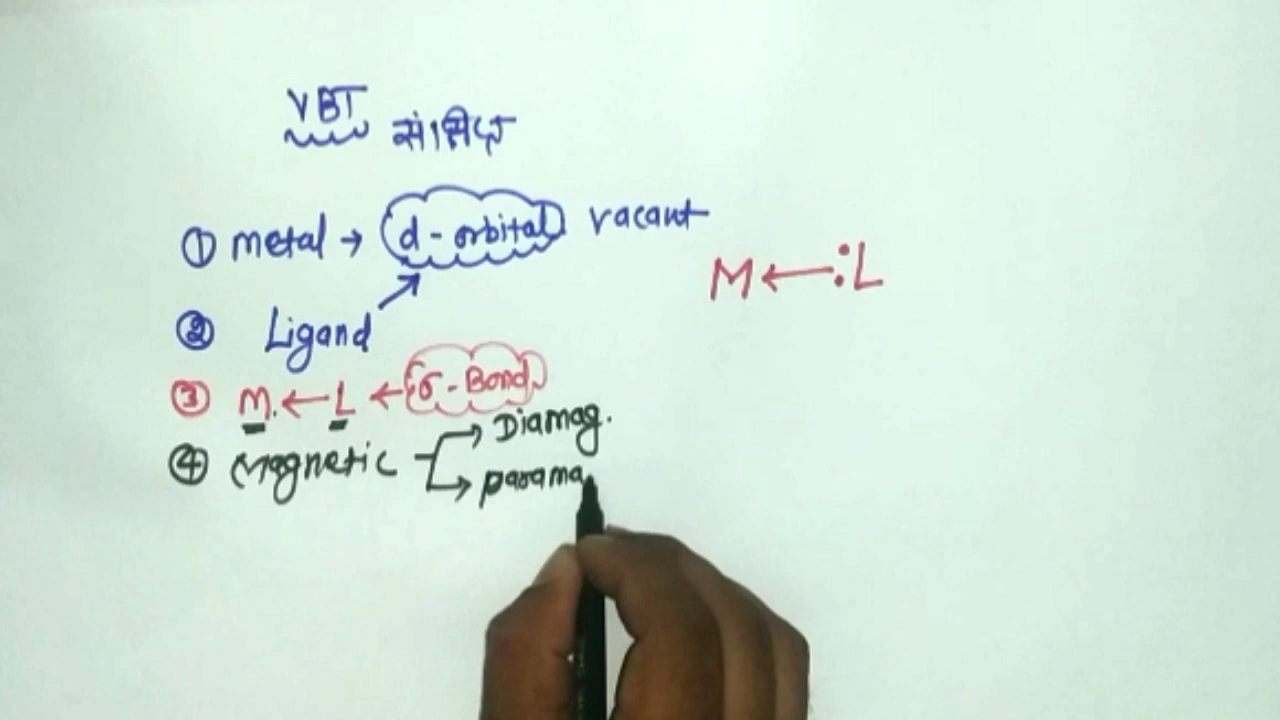 VBT
① metal → d-orbital vacant
M ← :L
② Ligand
③ M ← L ← σ-Bond
④ Magnetic → Diamag.
→ parama